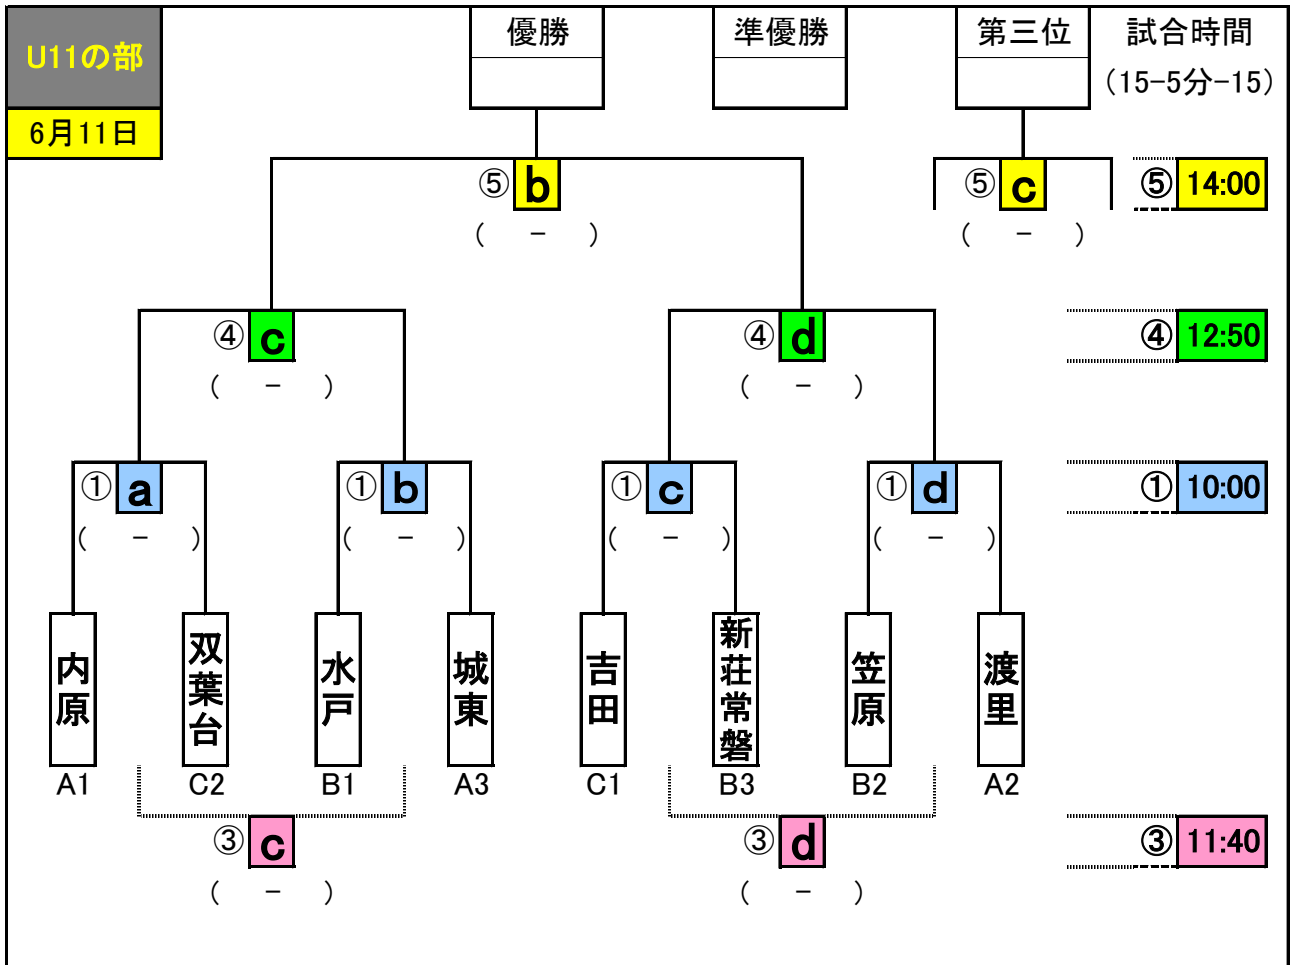 U11の部
6月11日
優勝
準優勝
第三位
試合時間
（15-5分-15）
⑤ b
( - )
⑤ c
( - )
⑤ 14:00
④ c
( - )
④ d
( - )
④ 12:50
① a
( - )
① b
( - )
① c
( - )
① d
( - )
① 10:00
内原
双葉台
水戸
城東
吉田
新荘常磐
笠原
渡里
A1
C2
B1
A3
C1
B3
B2
A2
③ c
( - )
③ d
( - )
③ 11:40